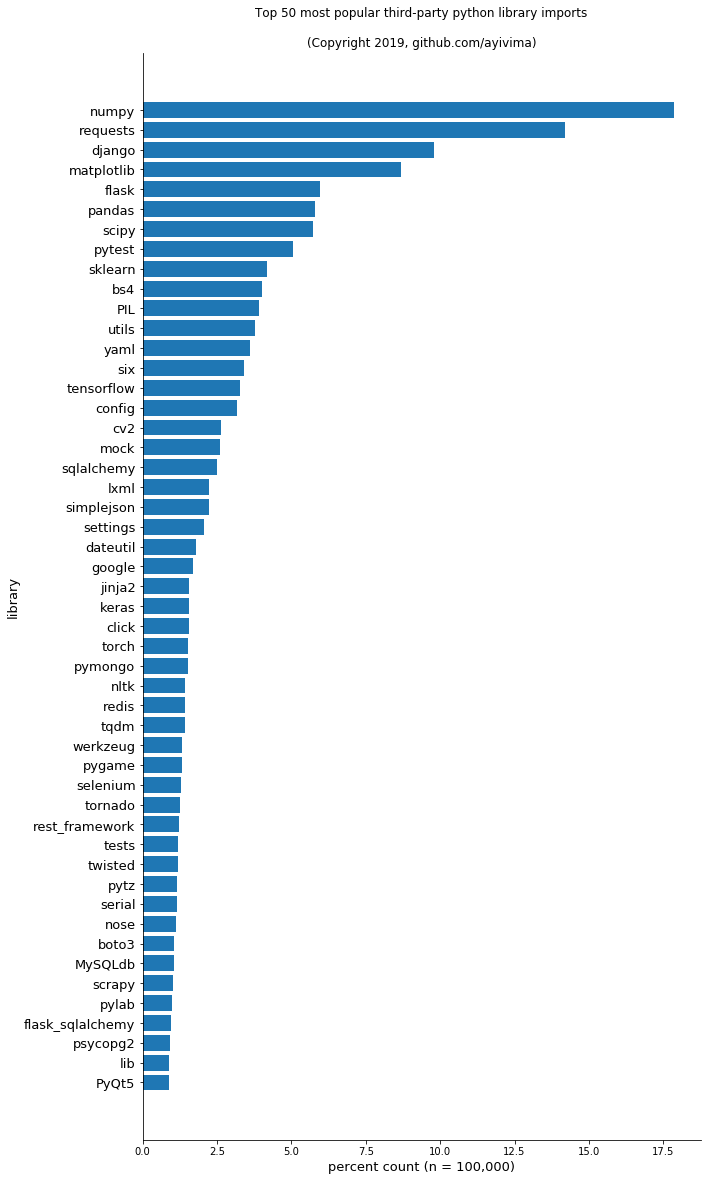 Top 50 most popular third-party python library imports
(Copyright 2019, github.com/ayivima)
numpy
requests
django
matplotlib
flask
pandas
scipy
pytest
sklearn
bs4
PIL
utils
yaml
six
tensorflow
config
cv2
mock
sqlalchemy
lxml
simplejson
settings
dateutil
google
jinja2
keras
click
torch
pymongo
nltk
redis
tqdm
werkzeug
pygame
selenium
tornado
rest_framework
tests
twisted
pytz
serial
nose
boto3
MySQLdb
scrapy
pylab
flask_sqlalchemy
psycopg2
lib
PyQt5
library
0.0 2.5 5.0 7.5 10.0 12.5 15.0 17.5
percent count (n = 100,000)